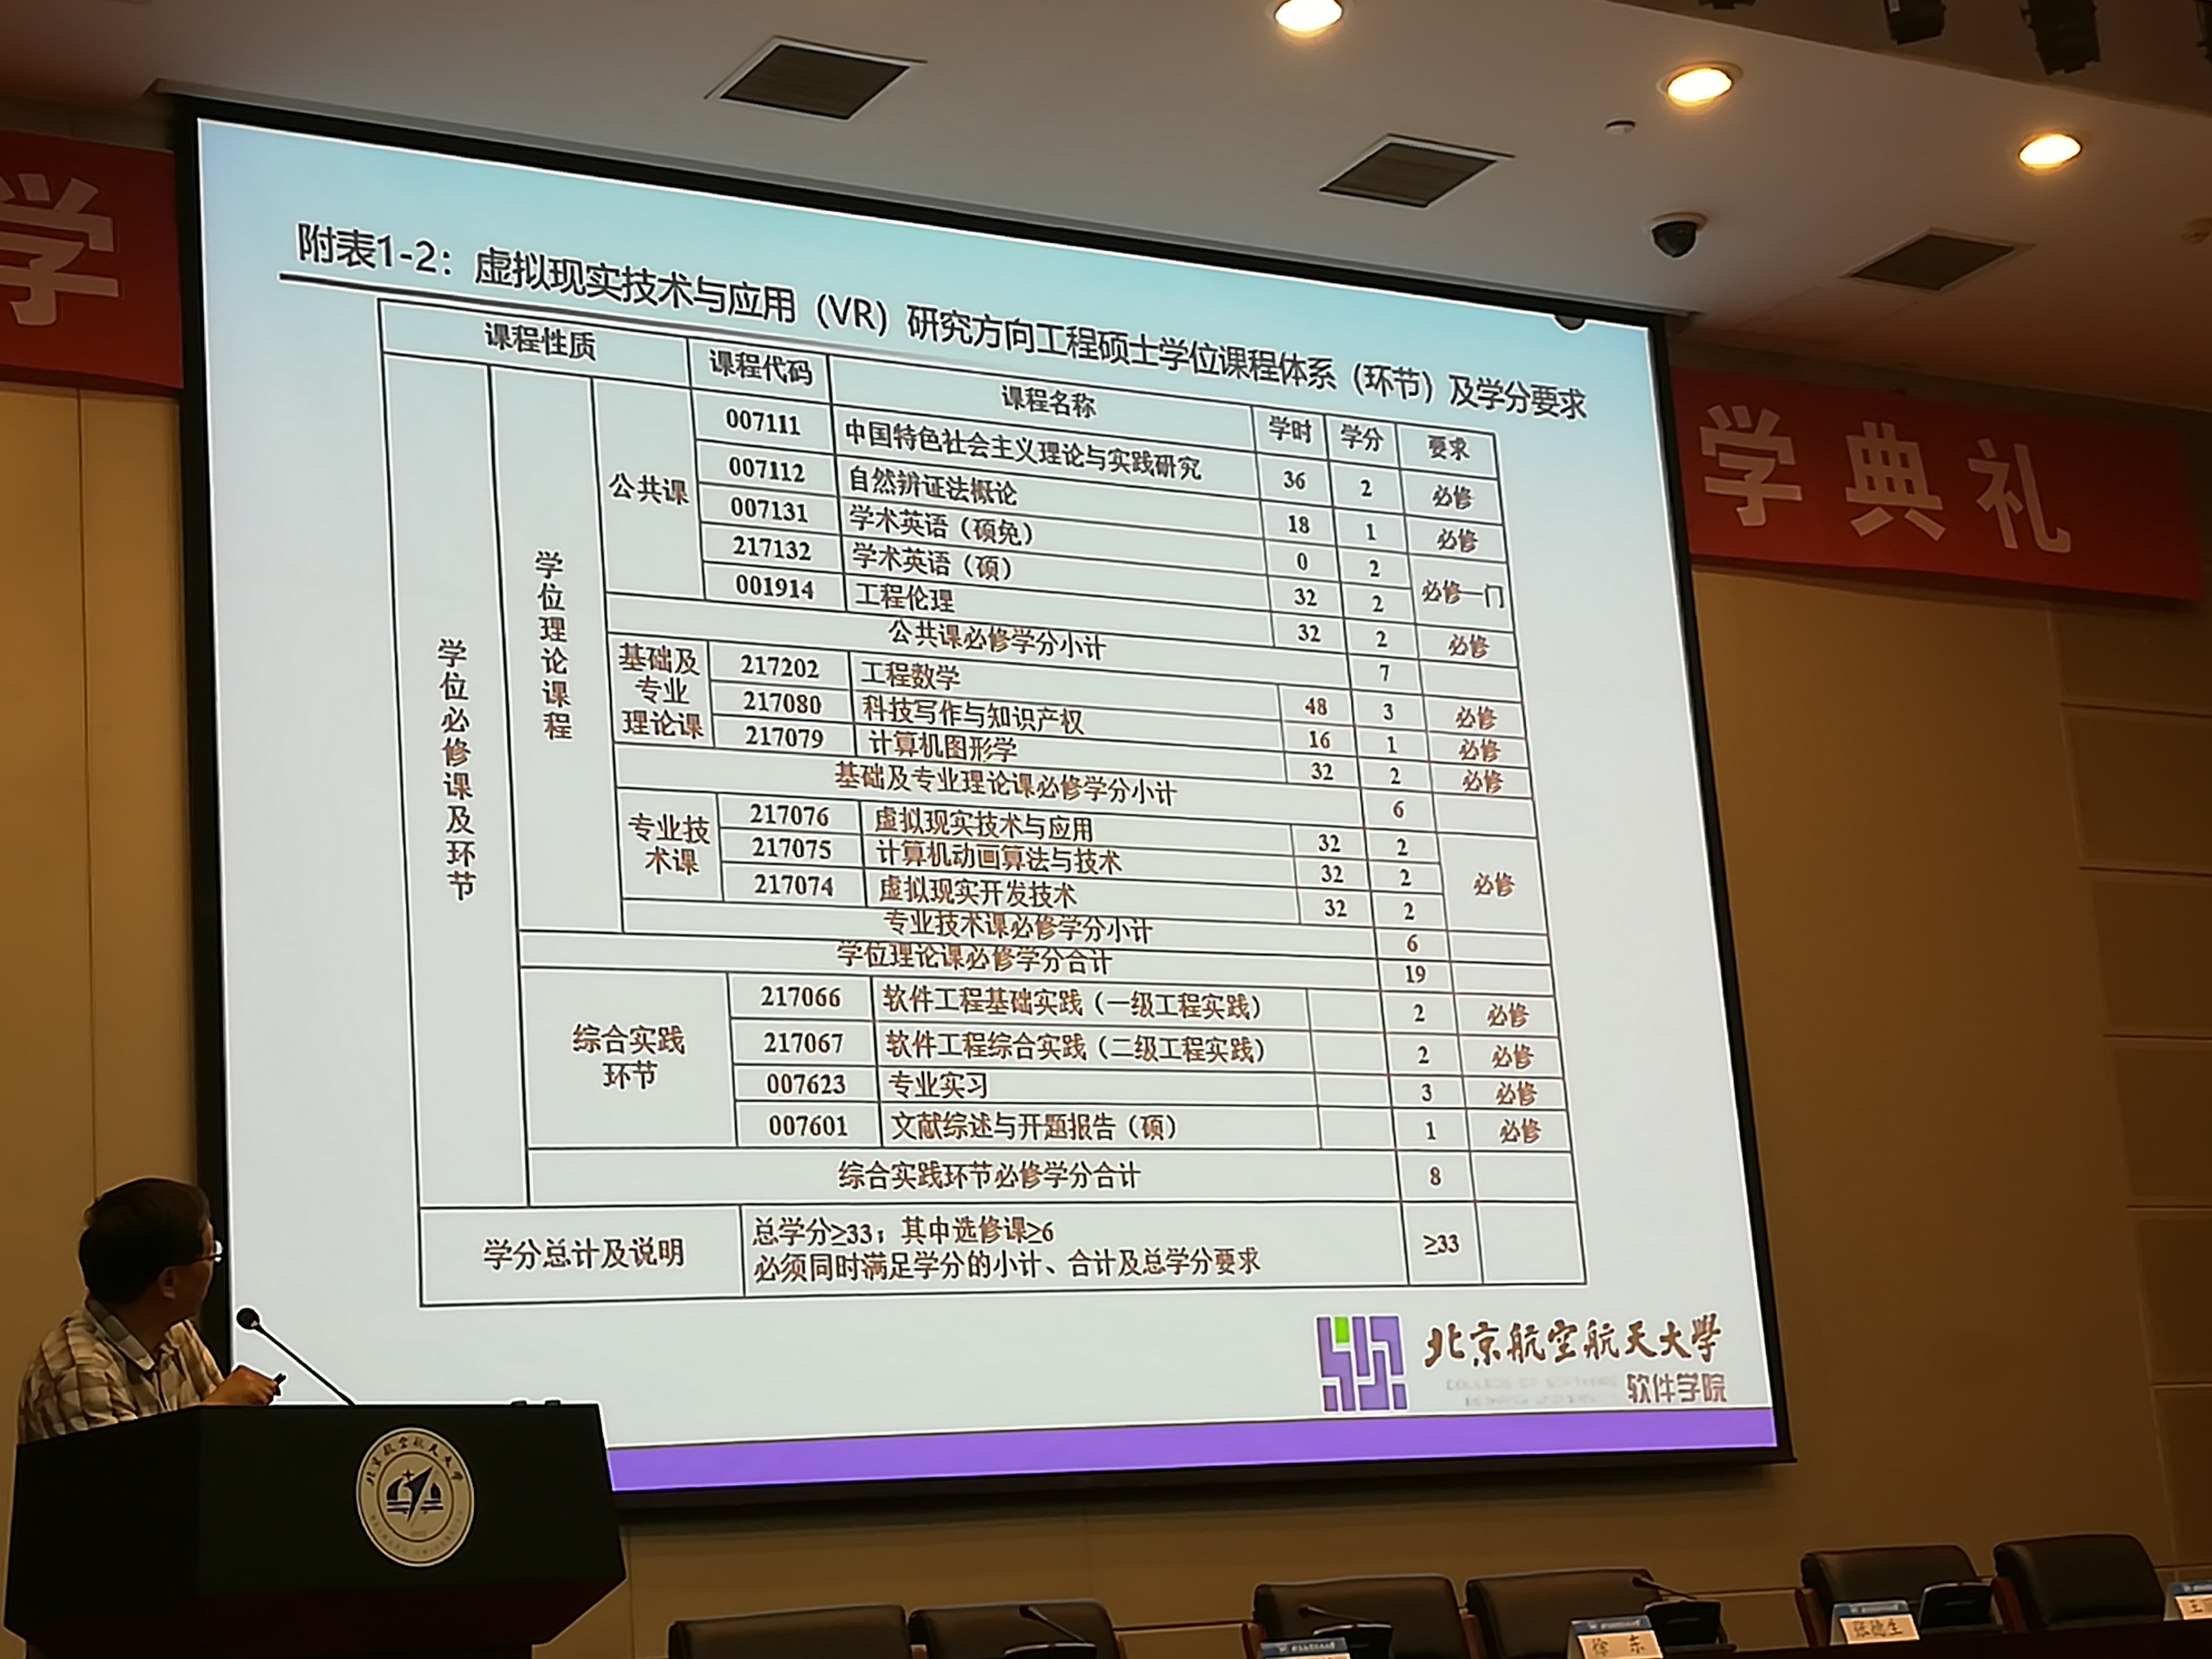 学
学典礼
附表1-2：虚拟现实技术与应用（VR）研究方向工程硕士学位课程体系（环节）及学分要求
课程性质 课程代码 课程名称 学时 学分 要求
学位必修课及环节
学位理论课程
公共课
007111 中国特色社会主义理论与实践研究 36 2 必修
007112 自然辨证法概论 18 1 必修
007131 学术英语（硕免） 0 2 必修一门
217132 学术英语（硕） 32 2
001914 工程伦理 32 2 必修
公共课必修学分小计 7
基础及
专业
理论课
217202 工程数学 48 3 必修
217080 科技写作与知识产权 16 1 必修
217079 计算机图形学 32 2 必修
基础及专业理论课必修学分小计 6
专业技
术课
217076 虚拟现实技术与应用 32 2 必修
217075 计算机动画算法与技术 32 2
217074 虚拟现实开发技术 32 2
专业技术课必修学分小计 6
学位理论课必修学分合计 19
综合实践
环节
217066 软件工程基础实践（一级工程实践） 2 必修
217067 软件工程综合实践（二级工程实践） 2 必修
007623 专业实习 3 必修
007601 文献综述与开题报告（硕） 1 必修
综合实践环节必修学分合计 8
学分总计及说明
总学分≥33；其中选修课≥6
必须同时满足学分的小计、合计及总学分要求
≥33
北京航空航天大学
软件学院
北京航空航天大学
徐东
张德生
王